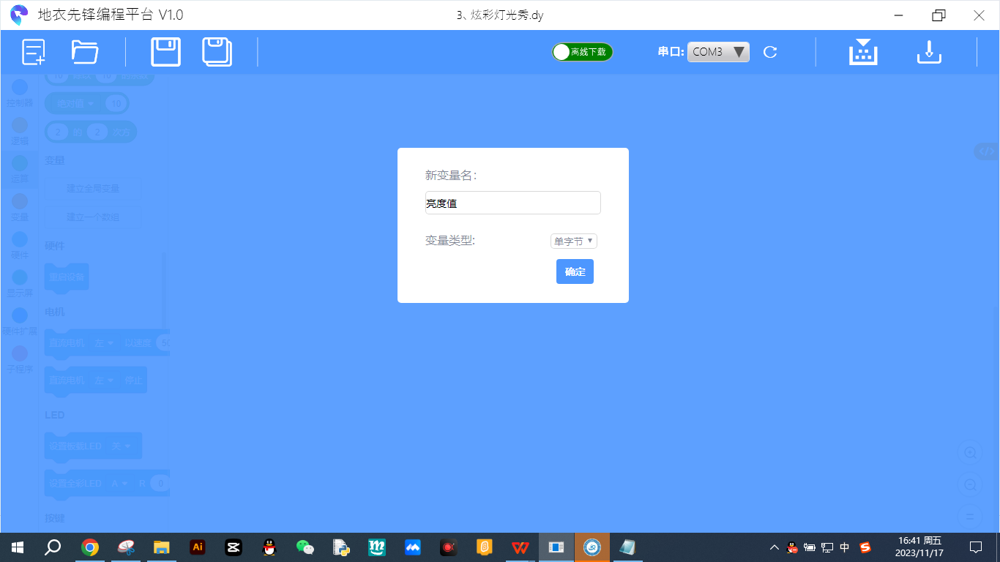 地衣先锋编程平台 V1.0
3、炫彩灯光秀.dy
离线下载
串口: COM3
控制器
逻辑
运算
变量
硬件
显示屏
硬件扩展
子程序
10 10
绝对值 10
2 的 2 次方
变量
建立全局变量
建立一个数组
硬件
重启设备
电机
直流电机 左 以速度 50
直流电机 左 停止
LED
设置板载LED 关
设置全彩LED A R 0
按键
新变量名:
亮度值
变量类型:
单字节
确定
中
16:41 周五
2023/11/17